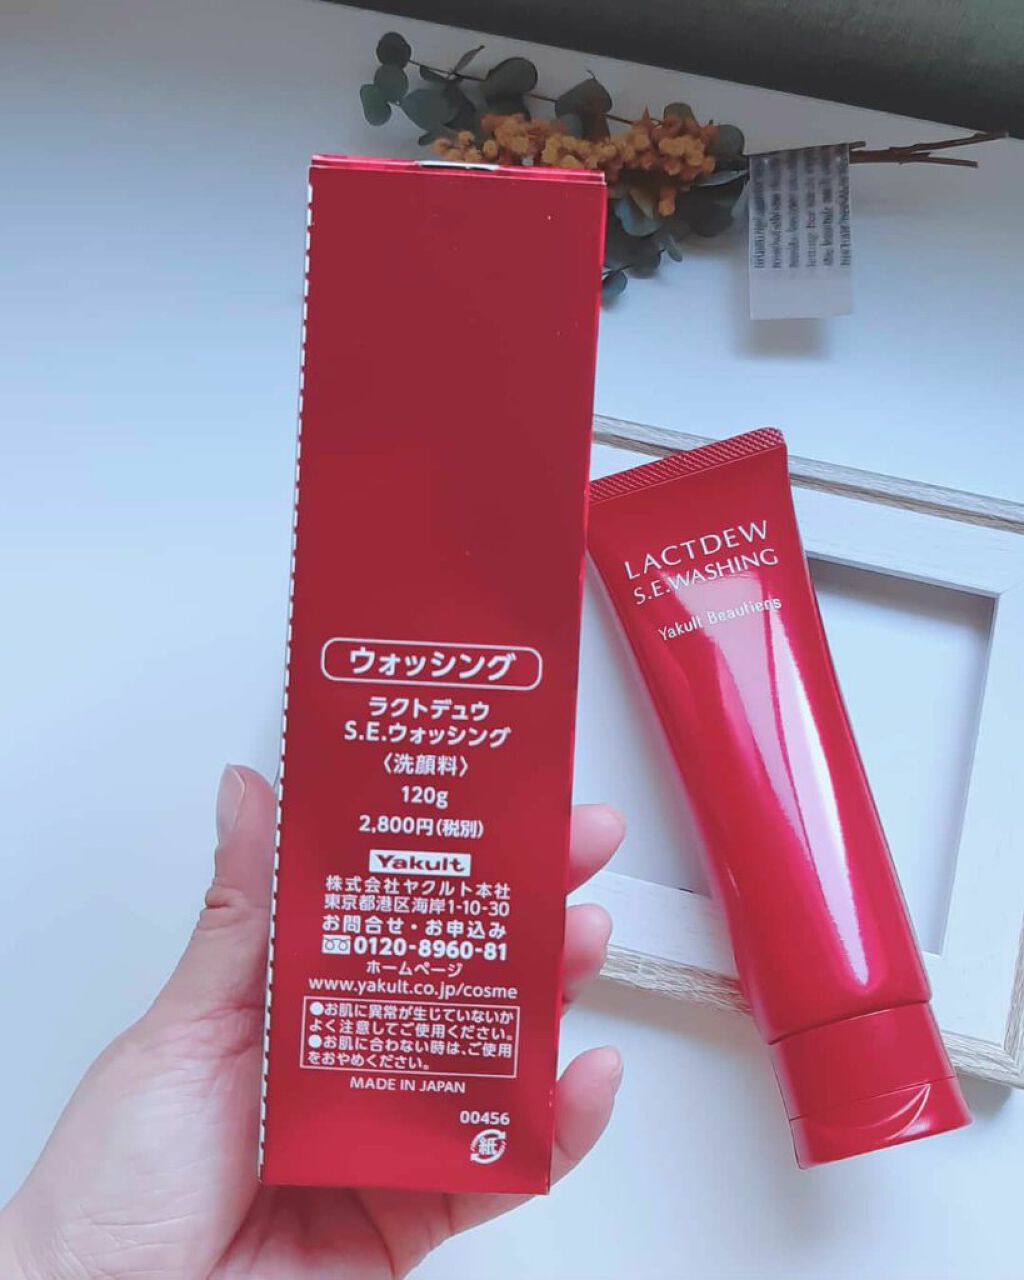 ウォッシング
ラクトデュウ
S.E.ウォッシング
〈洗顔料〉
120g
2,800円(税別)
Yakult
株式会社ヤクルト本社
東京都港区海岸1-10-30
お問合せ・お申込み
0120-8960-81
ホームページ
www.yakult.co.jp/cosme
●お肌に異常が生じていないか
よく注意してご使用ください。
●お肌に合わない時は、ご使用
をおやめください。
MADE IN JAPAN
00456
紙
LACTDEW
S.E.WASHING
Yakult Beautiens